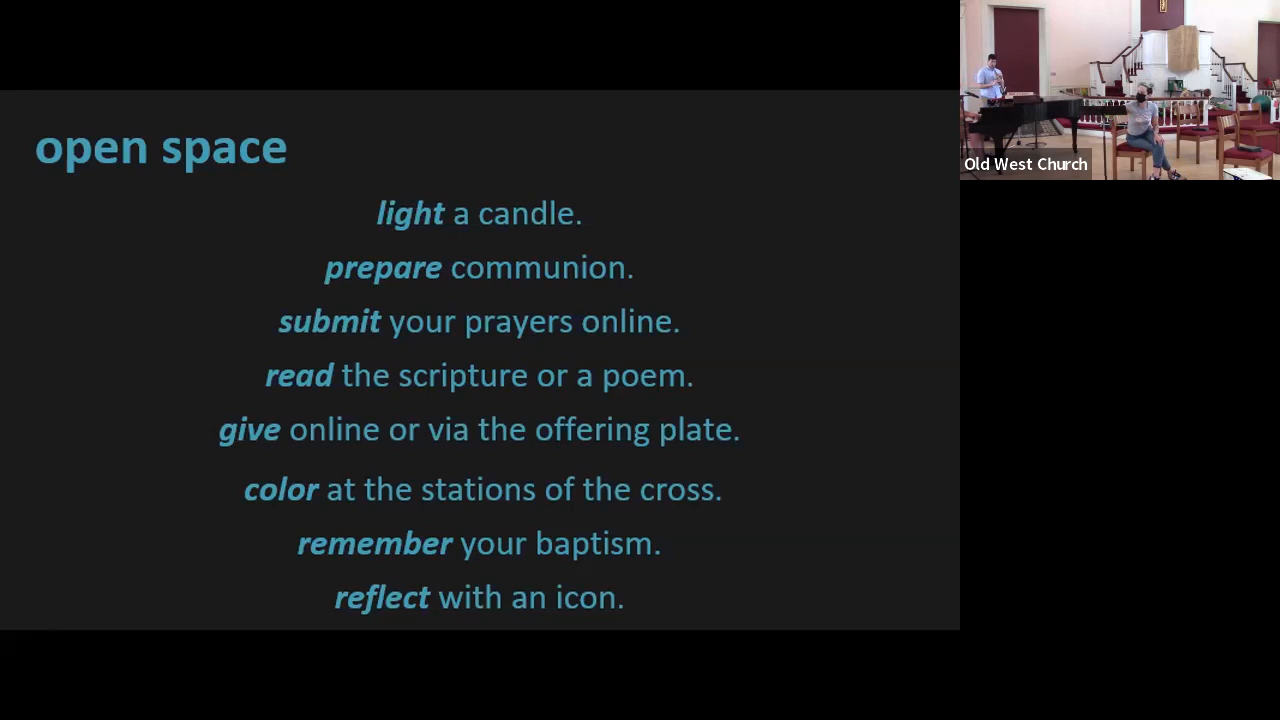 open space
light a candle.
prepare communion.
submit your prayers online.
read the scripture or a poem.
give online or via the offering plate.
color at the stations of the cross.
remember your baptism.
reflect with an icon.
Old West Church